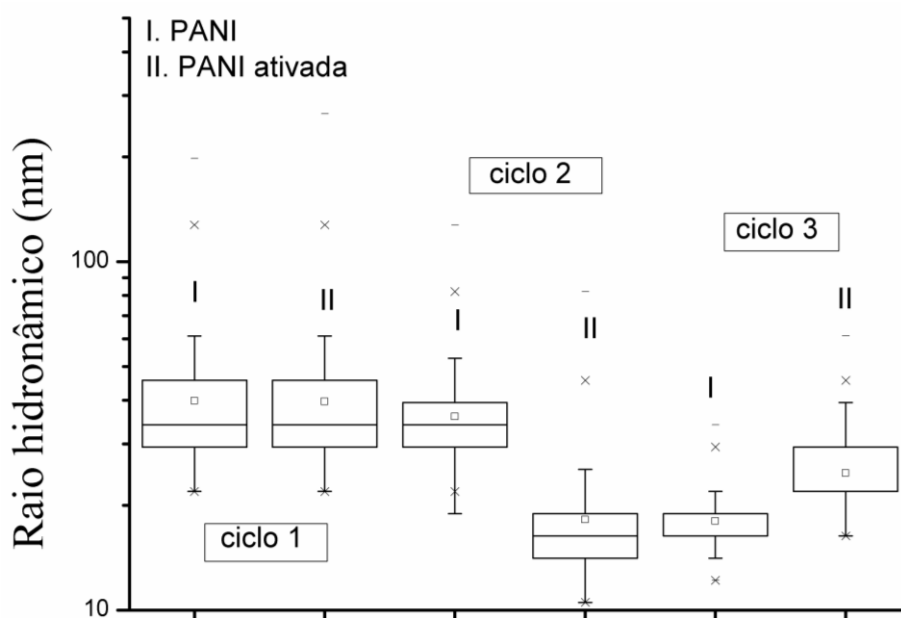 I. PANI
II. PANI ativada
Raio hidronâmico (nm)
100
10
ciclo 1
ciclo 2
ciclo 3
I
II
I
II
I
II